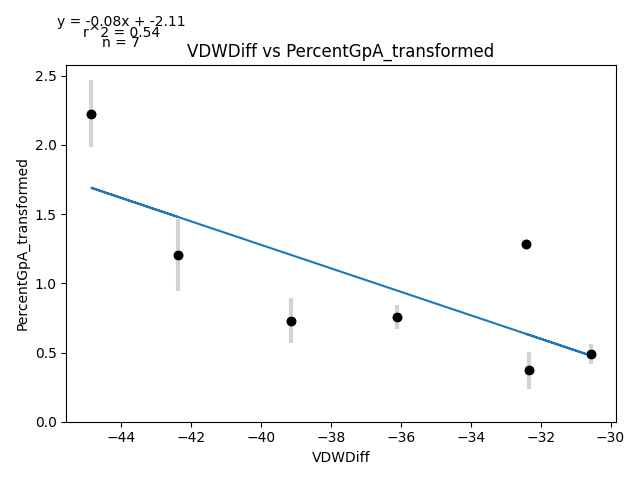 y = -0.08x + -2.11
r^2 = 0.54
n = 7
VDWDiff vs PercentGpA_transformed
PercentGpA_transformed
2.5
2.0
1.5
1.0
0.5
0.0
−44 −42 −40 −38 −36 −34 −32 −30
VDWDiff